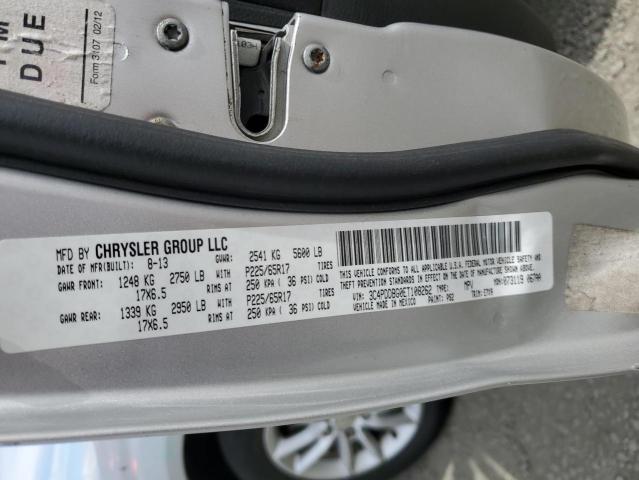 DUE
Form 3107 02/12
MFD BY CHRYSLER GROUP LLC
DATE OF MFR(BUILT): 8-13 GVWR: 2541 KG 5600 LB
GAWR FRONT: 1248 KG 2750 LB WITH P225/65R17 TIRES
17X6.5 RIMS AT 250 KPA ( 36 PSI) COLD
GAWR REAR: 1339 KG 2950 LB WITH P225/65R17 TIRES
17X6.5 RIMS AT 250 KPA ( 36 PSI) COLD
THIS VEHICLE CONFORMS TO ALL APPLICABLE U.S.A. FEDERAL MOTOR VEHICLE SAFETY AND
THEFT PREVENTION STANDARDS IN EFFECT ON THE DATE OF MANUFACTURE SHOWN ABOVE.
VIN: 3C4PDDBG0ET108262 TYPE: MPV MDH: 073113 067AA
VEHICLE MADE IN MEXICO PAINT: PS2 TRIM: